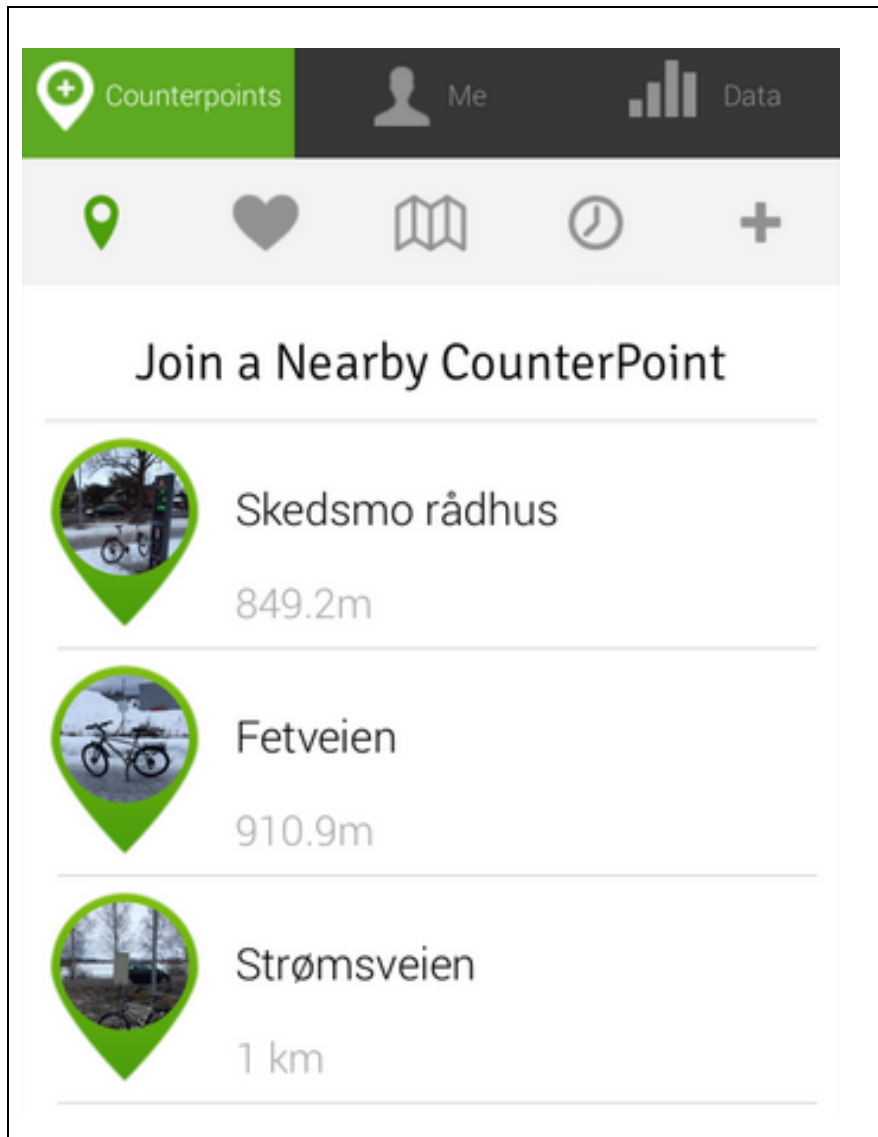 Counterpoints
Me
Data
Join a Nearby CounterPoint
Skedsmo rådhus
849.2m
Fetveien
910.9m
Strømsveien
1 km